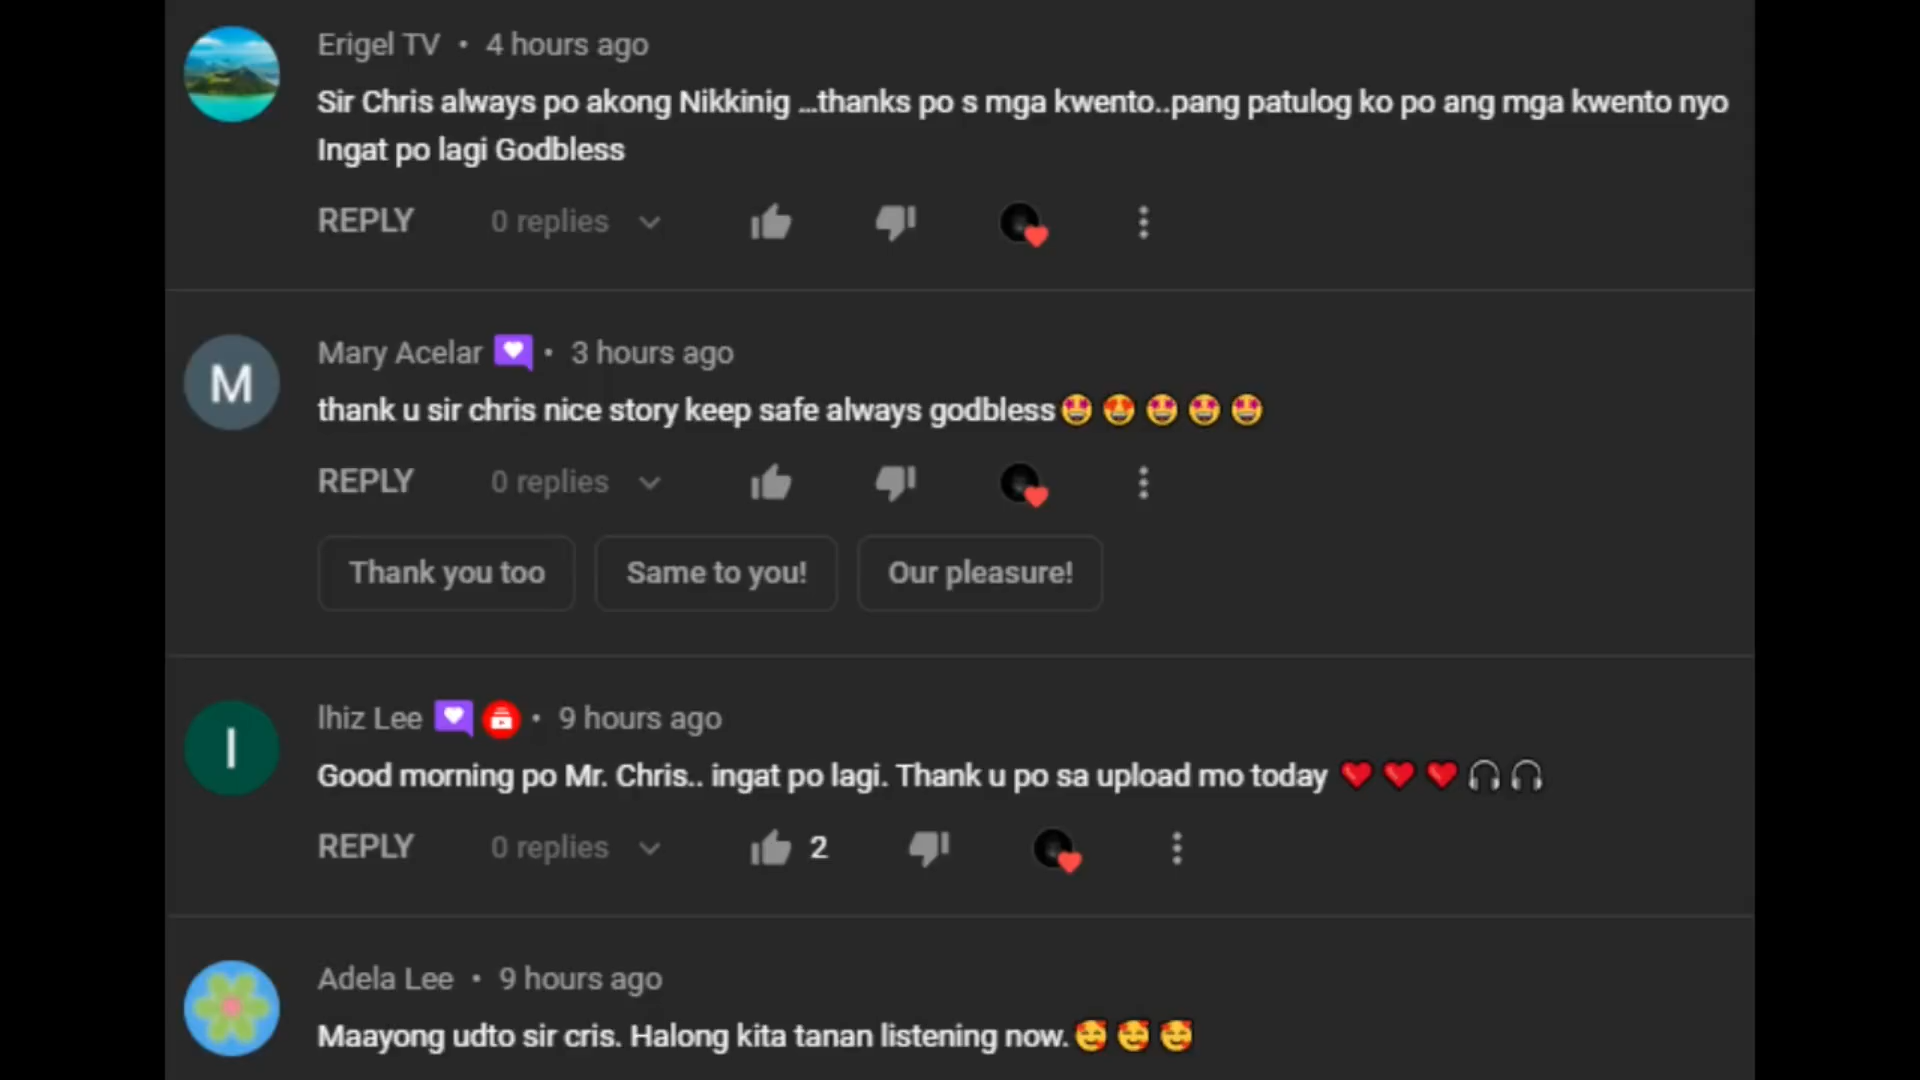 Erigel TV • 4 hours ago
Sir Chris always po akong Nikkinig ...thanks po s mga kwento..pang patulog ko po ang mga kwento nyo
Ingat po lagi Godbless
REPLY 0 replies
M
Mary Acelar • 3 hours ago
thank u sir chris nice story keep safe always godbless🤩😍🤩🤩🤩
REPLY 0 replies
Thank you too Same to you! Our pleasure!
I
lhiz Lee • 9 hours ago
Good morning po Mr. Chris.. ingat po lagi. Thank u po sa upload mo today ❤️❤️❤️🎧🎧
REPLY 0 replies 2
Adela Lee • 9 hours ago
Maayong udto sir cris. Halong kita tanan listening now.🥰🥰🥰